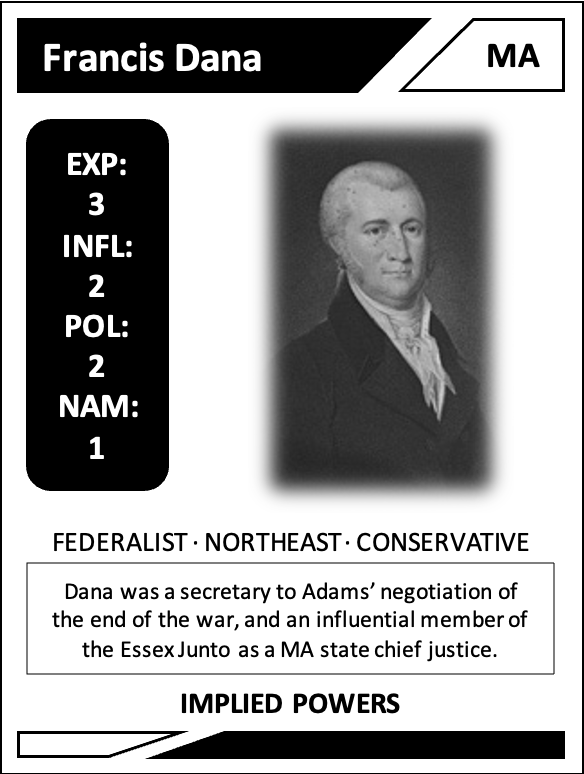 Francis Dana
MA
EXP:
3
INFL:
2
POL:
2
NAM:
1
FEDERALIST · NORTHEAST · CONSERVATIVE
Dana was a secretary to Adams’ negotiation of
the end of the war, and an influential member of
the Essex Junto as a MA state chief justice.
IMPLIED POWERS